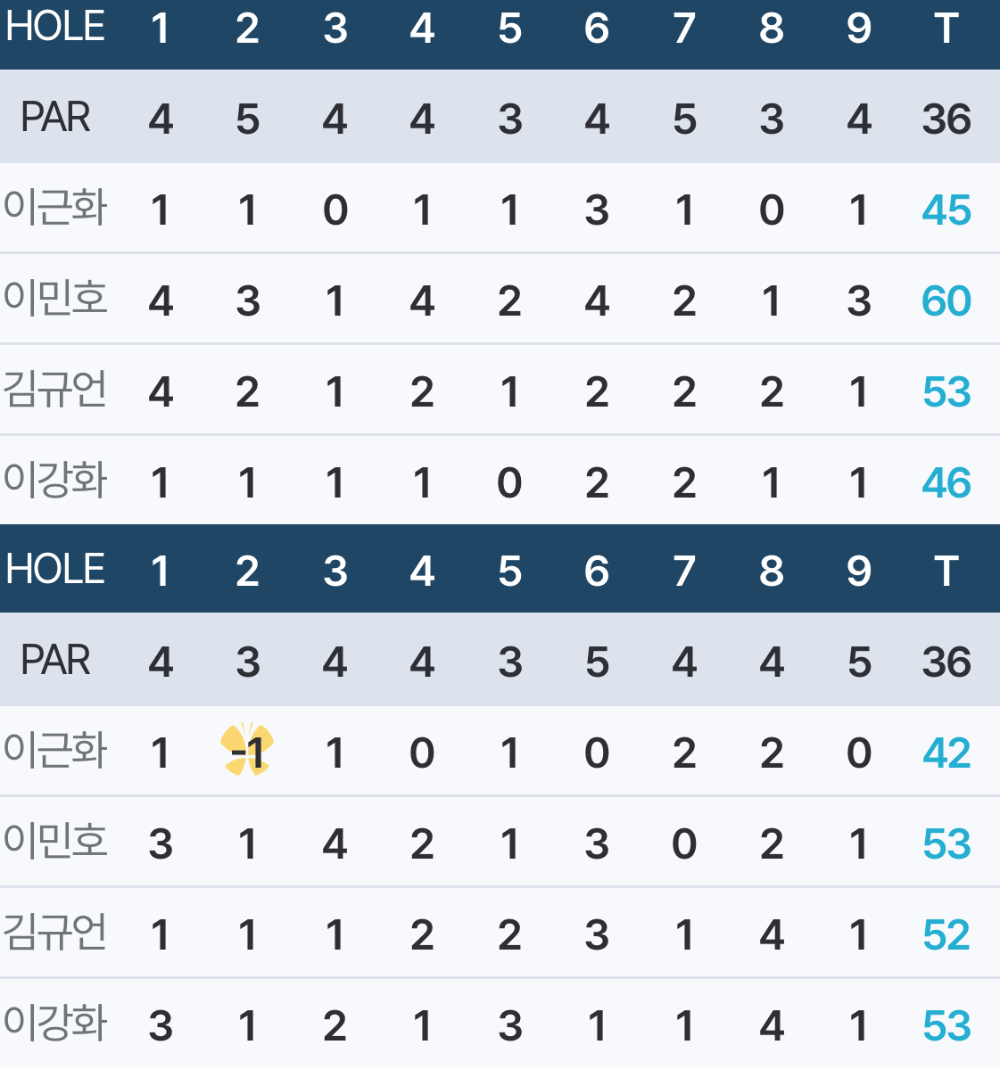 HOLE 1 2 3 4 5 6 7 8 9 T
PAR 4 5 4 4 3 4 5 3 4 36
이근화 1 1 0 1 1 3 1 0 1 45
이민호 4 3 1 4 2 4 2 1 3 60
김규언 4 2 1 2 1 2 2 2 1 53
이강화 1 1 1 1 0 2 2 1 1 46
HOLE 1 2 3 4 5 6 7 8 9 T
PAR 4 3 4 4 3 5 4 4 5 36
이근화 1 -1 1 0 1 0 2 2 0 42
이민호 3 1 4 2 1 3 0 2 1 53
김규언 1 1 1 2 2 3 1 4 1 52
이강화 3 1 2 1 3 1 1 4 1 53